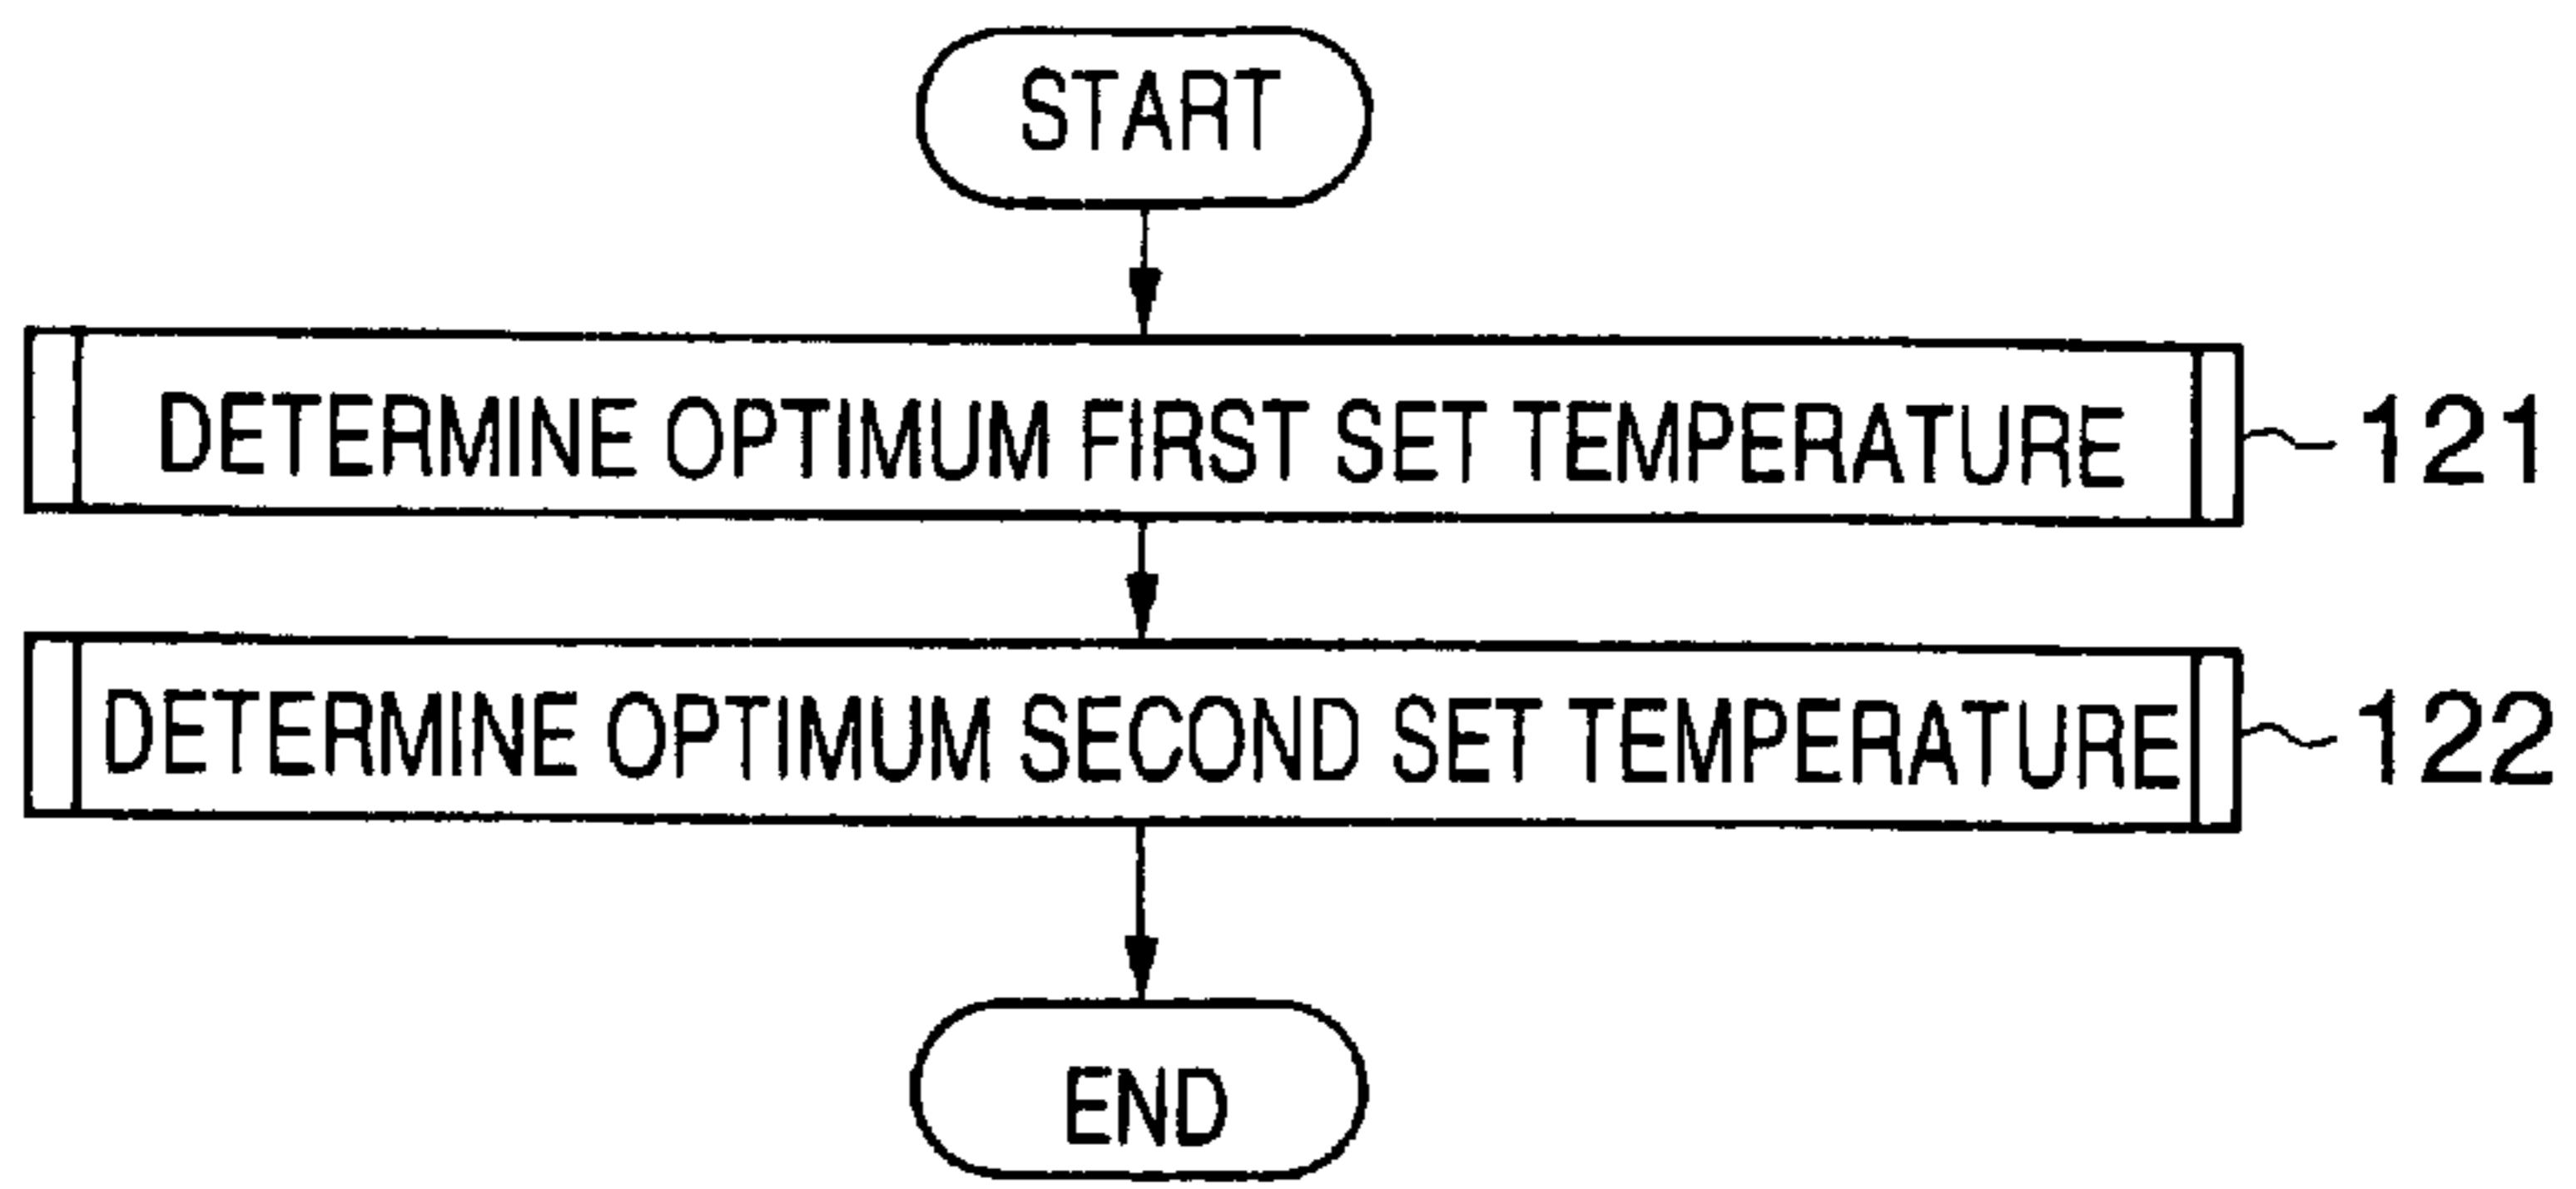 START
DETERMINE OPTIMUM FIRST SET TEMPERATURE 121
DETERMINE OPTIMUM SECOND SET TEMPERATURE 122
END